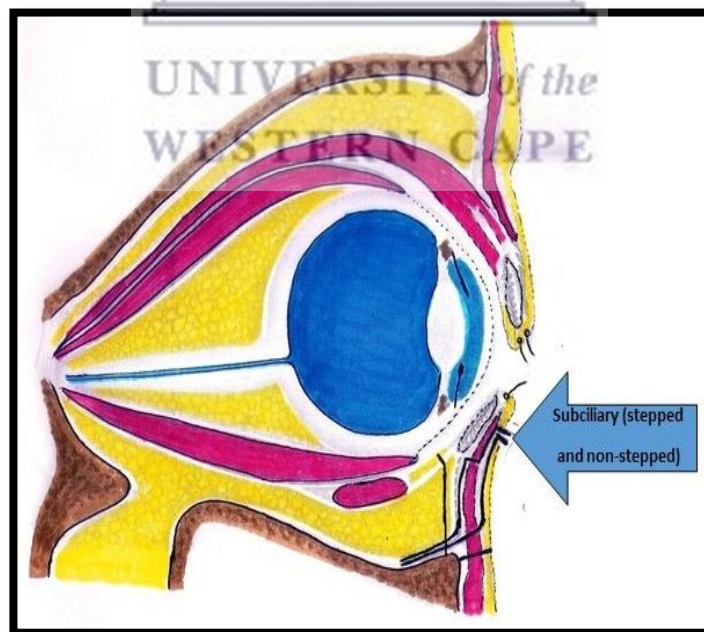 UNIVERSITY of the
WESTERN CAPE
Subciliary (stepped
and non-stepped)